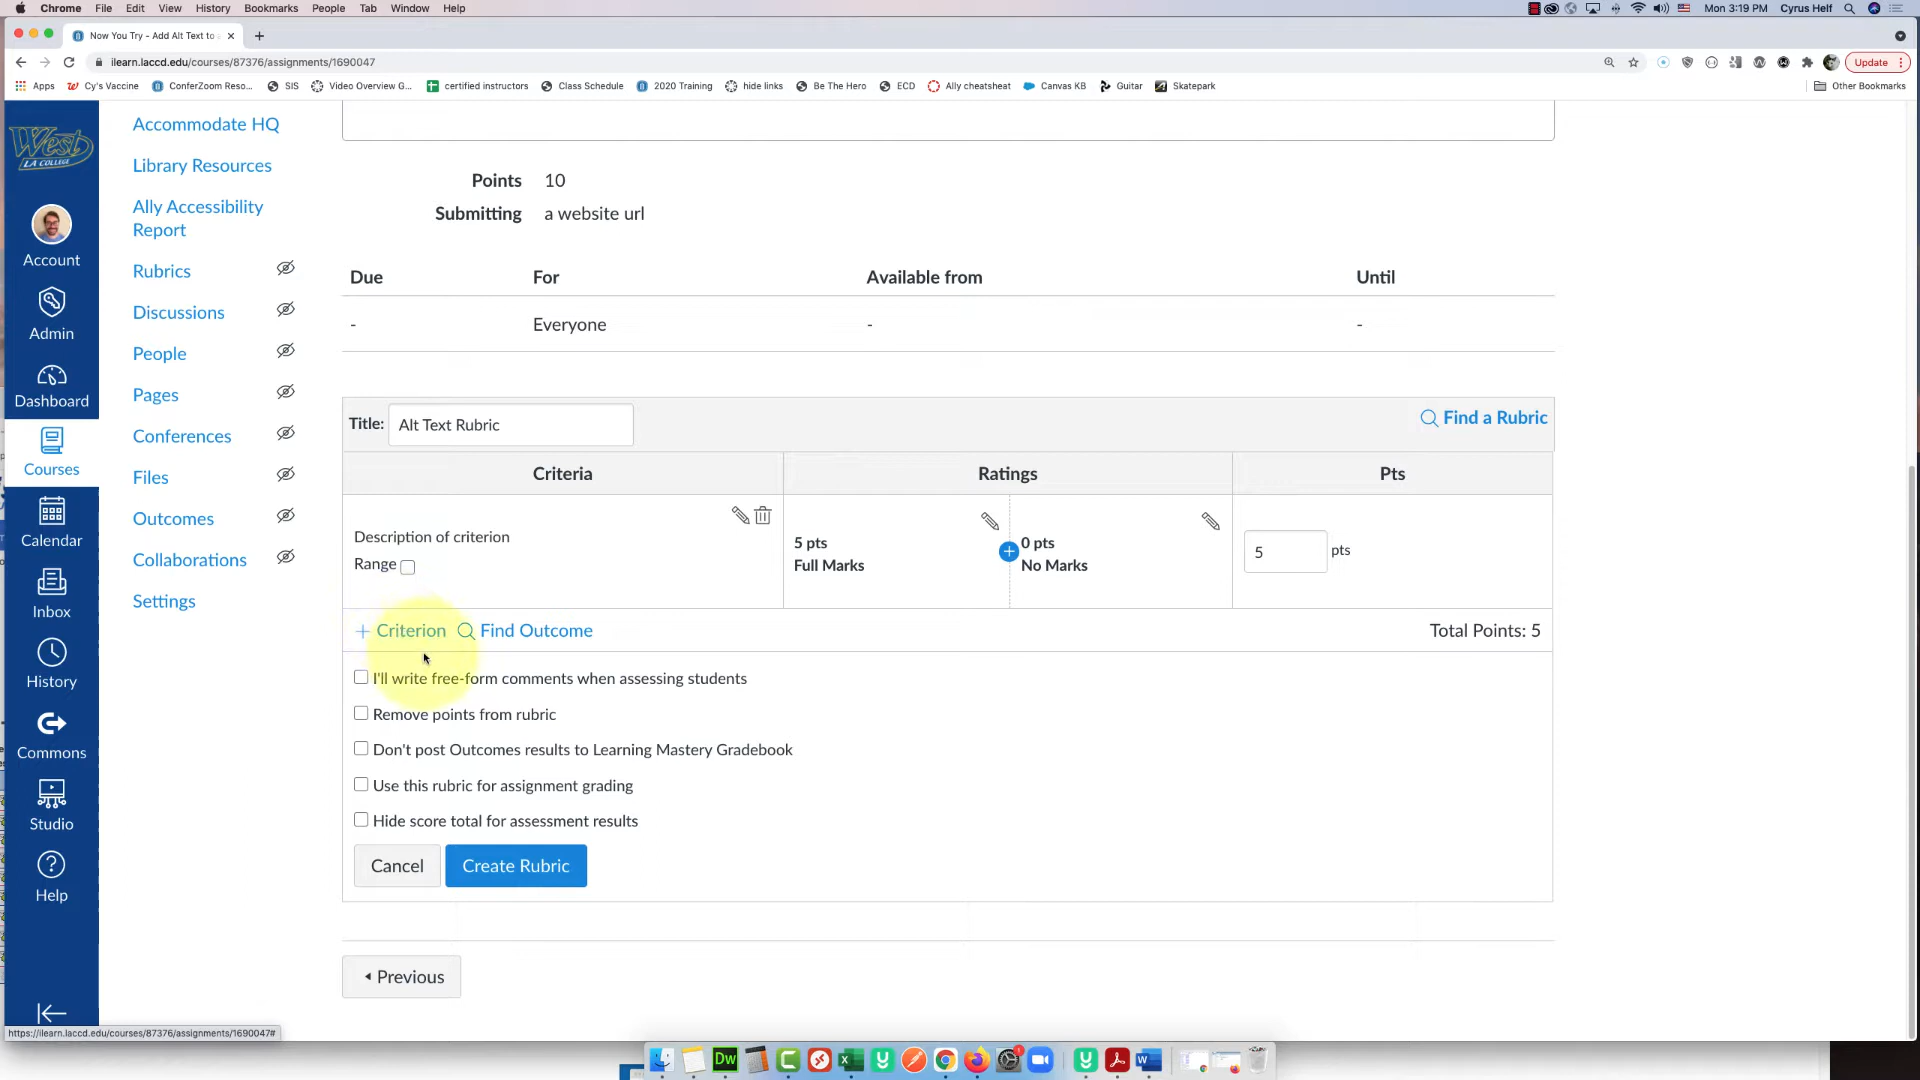 Chrome File Edit View History Bookmarks People Tab Window Help
Mon 3:19 PM Cyrus Helf
Now You Try - Add Alt Text to
ilearn.laccd.edu/courses/87376/assignments/1690047
Update
Apps Cy's Vaccine ConferZoom Reso... SIS Video Overview G... certified instructors Class Schedule 2020 Training hide links Be The Hero ECD Ally cheatsheet Canvas KB Guitar Skatepark Other Bookmarks
West
LA COLLEGE
Account
Admin
Dashboard
Courses
Calendar
Inbox
History
Commons
Studio
Help
Accommodate HQ
Library Resources
Ally Accessibility
Report
Rubrics
Discussions
People
Pages
Conferences
Files
Outcomes
Collaborations
Settings
Points 10
Submitting a website url
Due For Available from Until
- Everyone - -
Title: Alt Text Rubric Find a Rubric
Criteria Ratings Pts
Description of criterion
Range
5 pts
Full Marks
0 pts
No Marks
5 pts
+ Criterion Find Outcome Total Points: 5
I'll write free-form comments when assessing students
Remove points from rubric
Don't post Outcomes results to Learning Mastery Gradebook
Use this rubric for assignment grading
Hide score total for assessment results
Cancel Create Rubric
Previous
https://ilearn.laccd.edu/courses/87376/assignments/1690047#
Dw